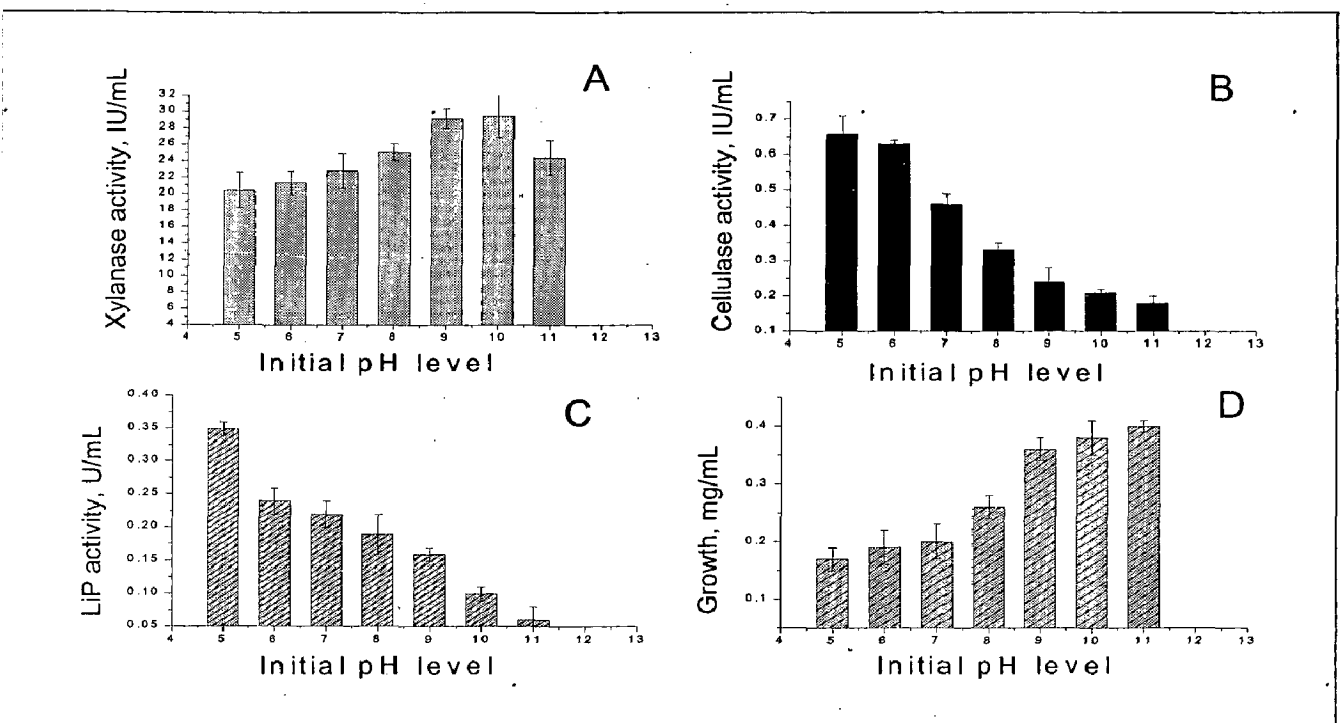 A
Xylanase activity, IU/mL
32
30
28
26
24
22
20
18
16
14
12
10
8
6
4
4 5 6 7 8 9 10 11 12 13
Initial pH level
B
Cellulase activity, IU/mL
0.7
0.6
0.5
0.4
0.3
0.2
0.1
4 5 6 7 8 9 10 11 12 13
Initial pH level
C
LiP activity, U/mL
0.40
0.35
0.30
0.25
0.20
0.15
0.10
0.05
4 5 6 7 8 9 10 11 12 13
Initial pH level
D
Growth, mg/mL
0.4
0.3
0.2
0.1
4 5 6 7 8 9 10 11 12 13
Initial pH level